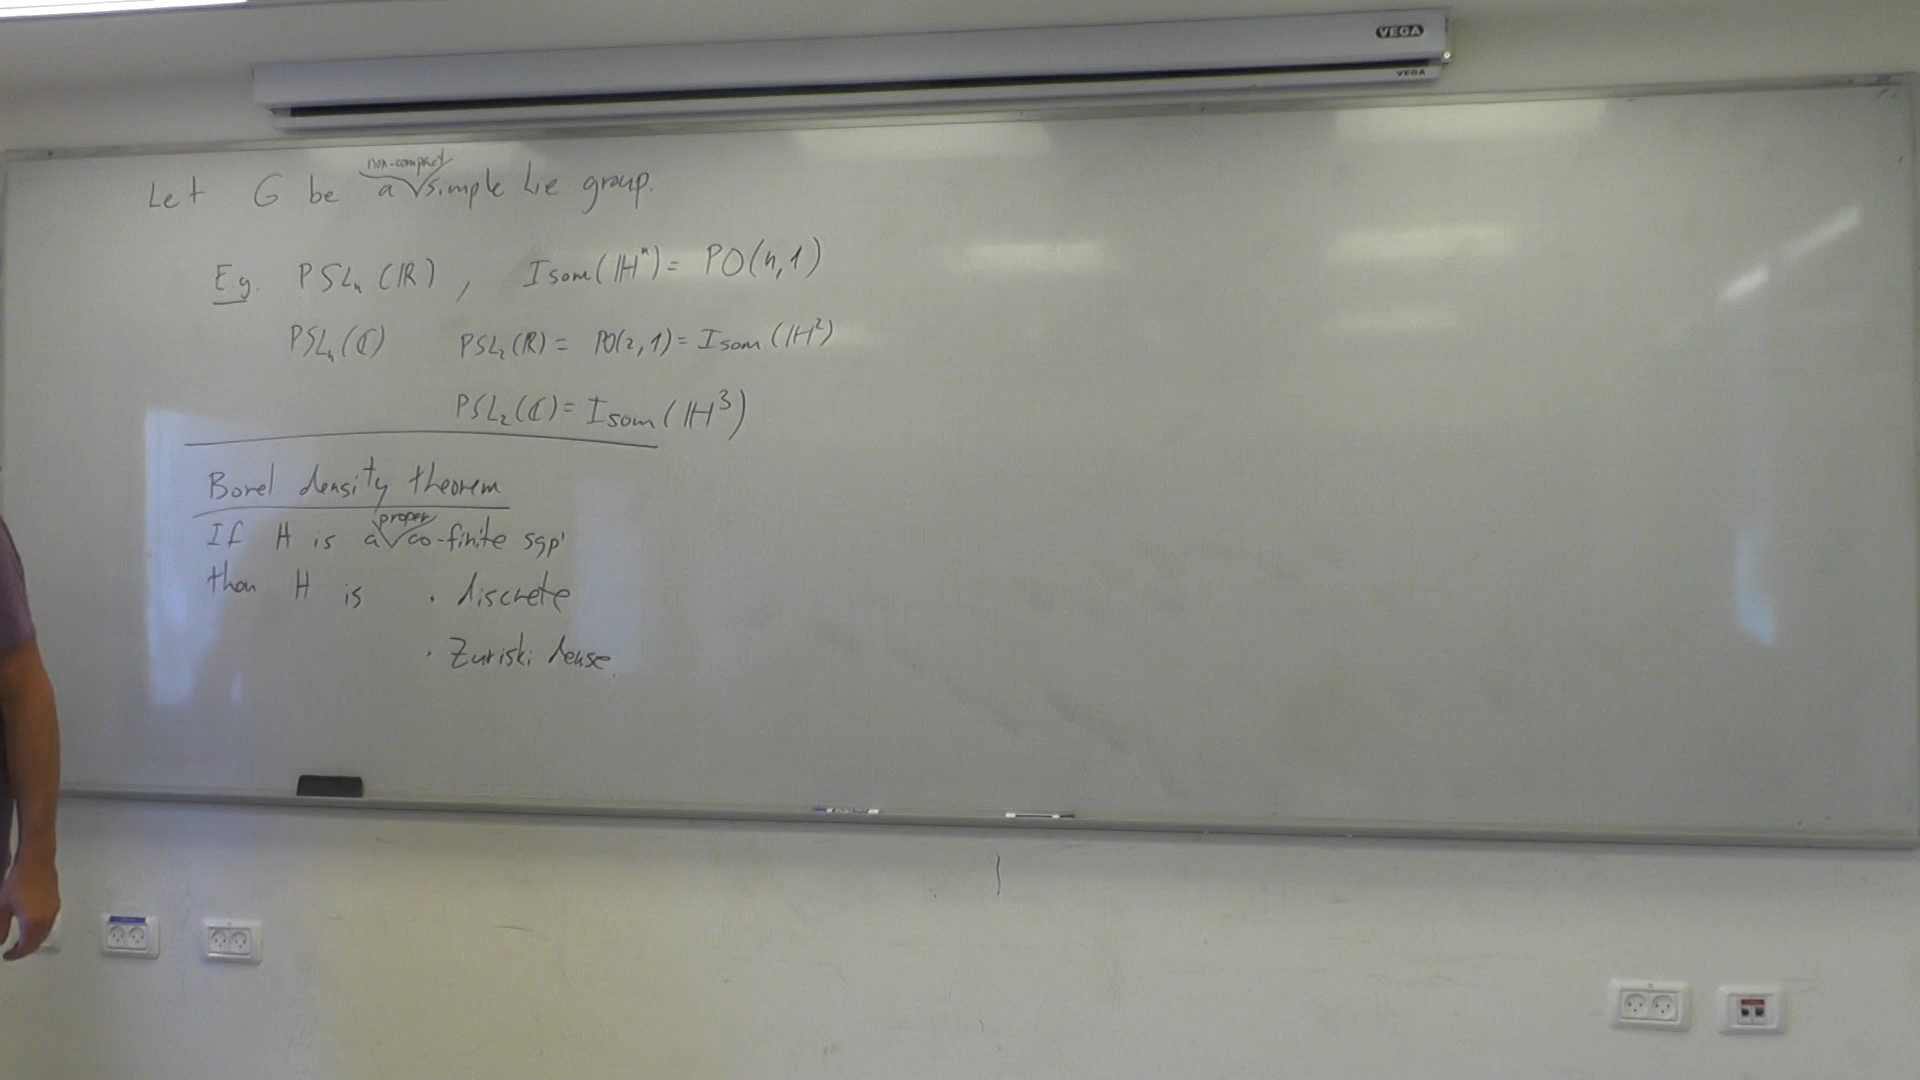 VEGA
VEGA
non-compact
Let G be a simple Lie group.
E.g. PSLₙ(ℝ), Isom(ℍⁿ) = PO(n,1)
PSLₙ(ℂ) PSL₂(ℝ) = PO(2,1) = Isom(ℍ²)
PSL₂(ℂ) = Isom(ℍ³)
Borel density theorem
proper
If H is a co-finite sgp
than H is · discrete
· Zariski dense.